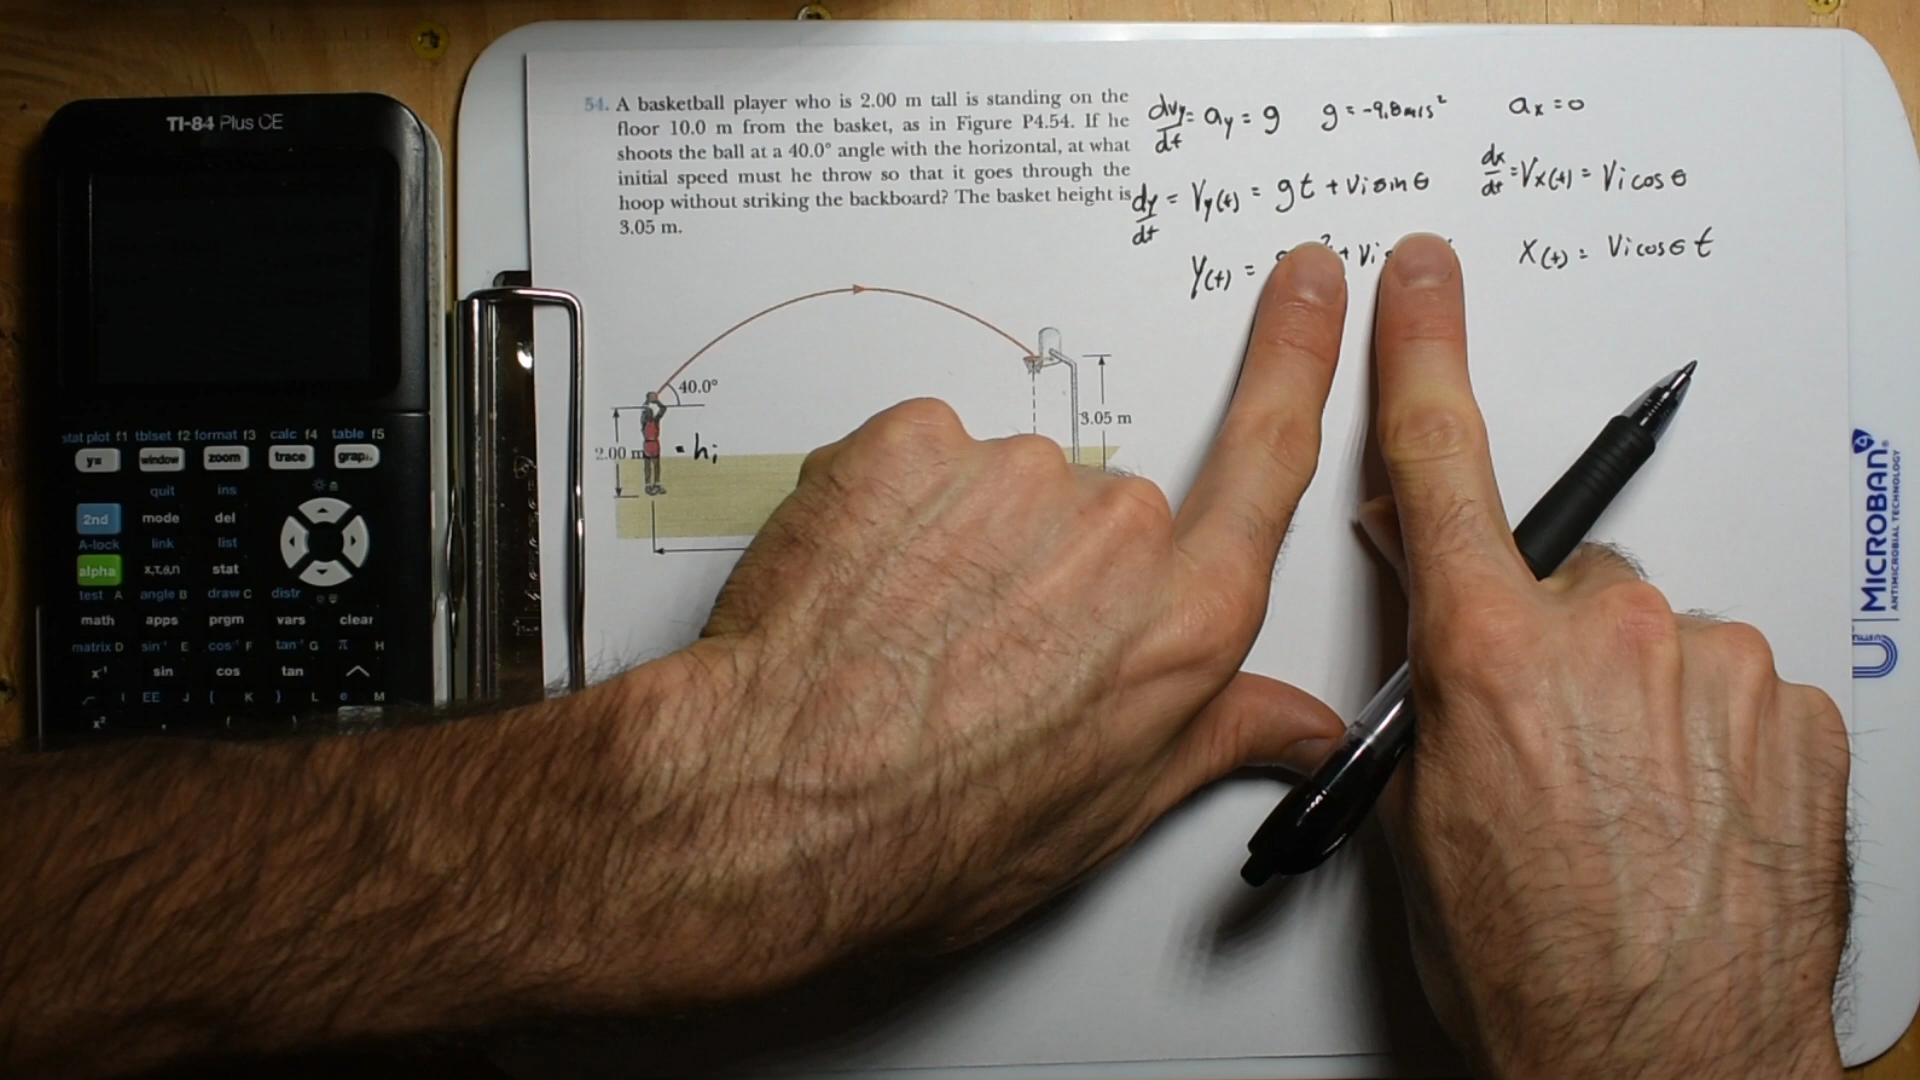 TI-84 Plus CE
stat plot f1 tblset f2 format f3 calc f4 table f5
y= window zoom trace graph
quit ins
2nd mode del
A-lock link list
alpha X,T,θ,n stat
test A angle B draw C distr
math apps prgm vars clear
matrix D sin⁻¹ E cos⁻¹ F tan⁻¹ G π H
x⁻¹ sin cos tan ^
I EE J { K } L e M
x² , (
54. A basketball player who is 2.00 m tall is standing on the
floor 10.0 m from the basket, as in Figure P4.54. If he
shoots the ball at a 40.0° angle with the horizontal, at what
initial speed must he throw so that it goes through the
hoop without striking the backboard? The basket height is
3.05 m.
40.0°
2.00 m
= hi
3.05 m
dvy/dt = ay = g g = -9.8 m/s² ax = 0
dy/dt = Vy(t) = gt + Vi sin θ dx/dt = Vx(t) = Vi cos θ
y(t) = + Vi x(t) = Vi cos θ t
MICROBAN®
ANTIMICROBIAL TECHNOLOGY